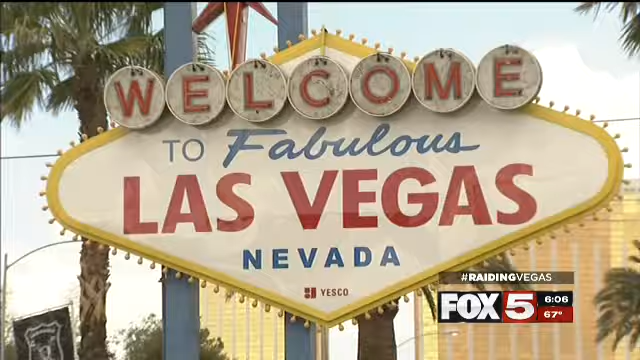 WELCOME
TO Fabulous
LAS VEGAS
NEVADA
YESCO
#RAIDINGVEGAS
FOX 5 6:06
67°